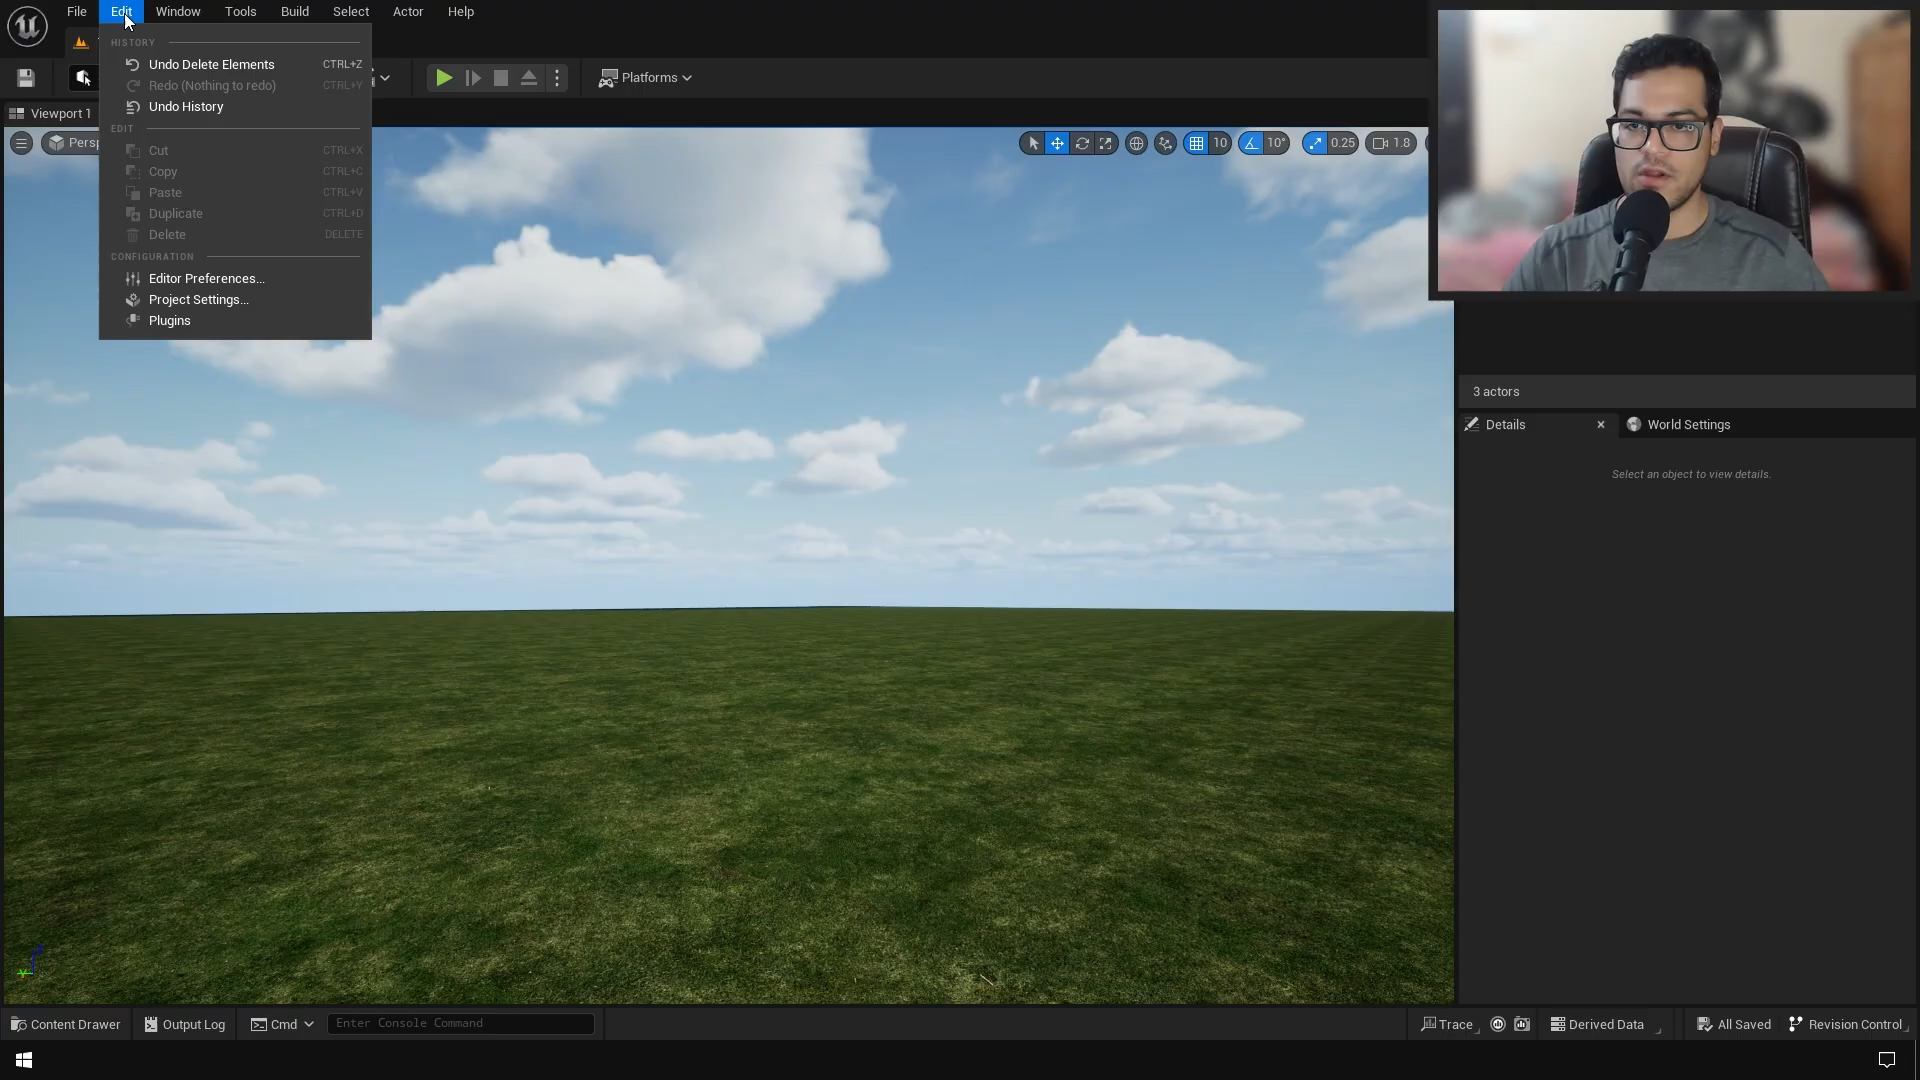 File Edit Window Tools Build Select Actor Help
HISTORY
Undo Delete Elements CTRL+Z
Redo (Nothing to redo) CTRL+Y
Undo History
EDIT
Cut CTRL+X
Copy CTRL+C
Paste CTRL+V
Duplicate CTRL+D
Delete DELETE
CONFIGURATION
Editor Preferences...
Project Settings...
Plugins
Platforms
Viewport 1
10 10° 0.25 1.8
3 actors
Details World Settings
Select an object to view details.
Content Drawer Output Log Cmd Enter Console Command Trace Derived Data All Saved Revision Control